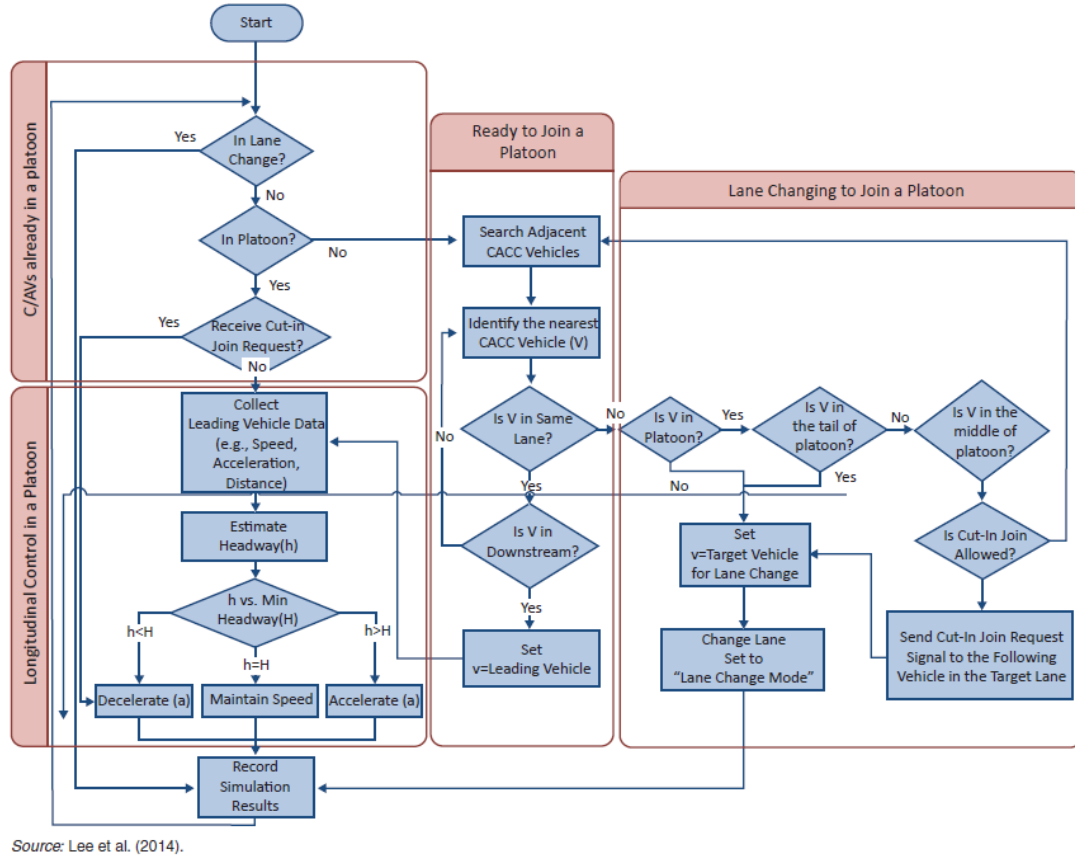 Start
C/AVs already in a platoon
Yes
In Lane
Change?
No
In Platoon?
No
Yes
Yes
Receive Cut-in
Join Request?
No
Longitudinal Control in a Platoon
Collect
Leading Vehicle Data
(e.g., Speed,
Acceleration,
Distance)
Estimate
Headway(h)
h vs. Min
Headway(H)
h<H
h=H
h>H
Decelerate (a)
Maintain Speed
Accelerate (a)
Record
Simulation
Results
Ready to Join a
Platoon
Search Adjacent
CACC Vehicles
Identify the nearest
CACC Vehicle (V)
No
Is V in Same
Lane?
No
Yes
Is V in
Downstream?
Yes
Set
v=Leading Vehicle
Lane Changing to Join a Platoon
Is V in
Platoon?
Yes
Is V in
the tail of
platoon?
No
Is V in the
middle of
platoon?
No
Yes
Set
v=Target Vehicle
for Lane Change
Is Cut-In Join
Allowed?
Change Lane
Set to
“Lane Change Mode”
Send Cut-In Join Request
Signal to the Following
Vehicle in the Target Lane
Source: Lee et al. (2014).